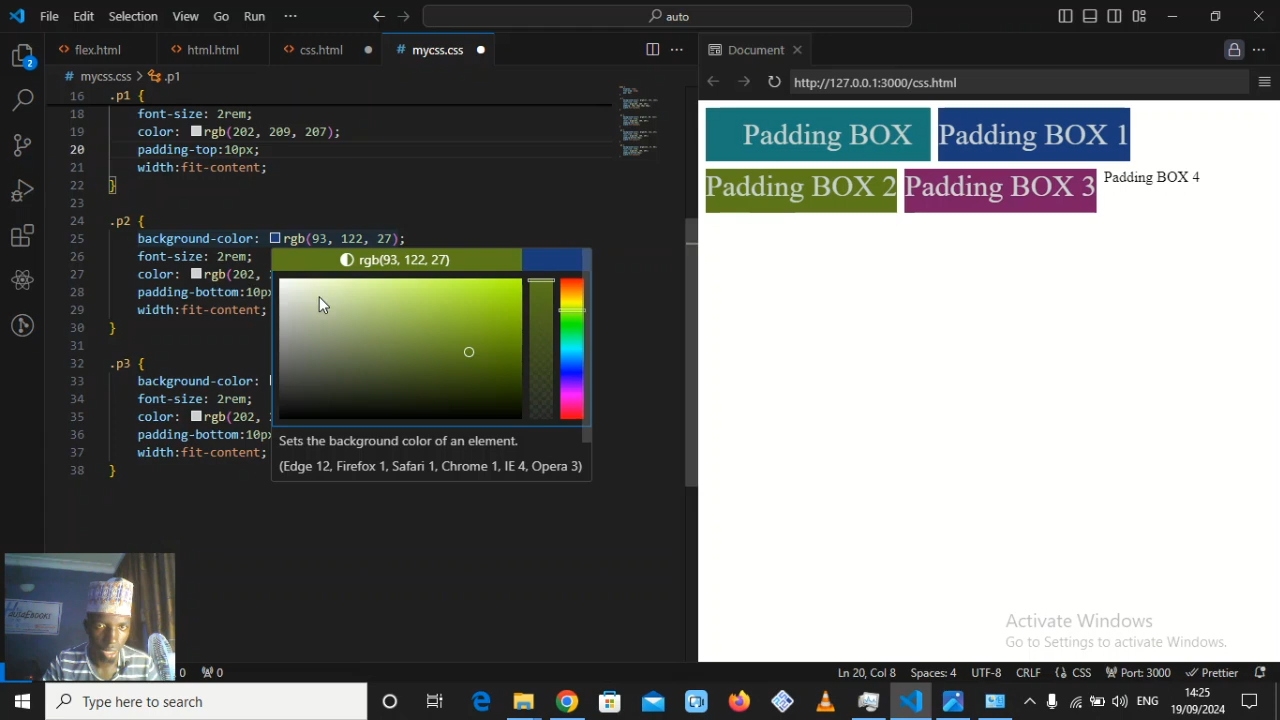 File Edit Selection View Go Run ··· auto
flex.html html.html css.html mycss.css ···
Document ···
2
mycss.css > .p1
http://127.0.0.1:3000/css.html
16 .p1 {
18 font-size: 2rem;
19 color: rgb(202, 209, 207);
20 padding-top:10px;
21 width:fit-content;
22 }
23
24 .p2 {
25 background-color: rgb(93, 122, 27);
26 font-size: 2rem;
27 color: rgb(202,
28 padding-bottom:10px
29 width:fit-content;
30 }
31
32 .p3 {
33 background-color:
34 font-size: 2rem;
35 color: rgb(202,
36 padding-bottom:10px
37 width:fit-content;
38 }
rgb(93, 122, 27)
Sets the background color of an element.
(Edge 12, Firefox 1, Safari 1, Chrome 1, IE 4, Opera 3)
Padding BOX Padding BOX 1
Padding BOX 2 Padding BOX 3 Padding BOX 4
Activate Windows
Go to Settings to activate Windows.
0 0 Ln 20, Col 8 Spaces: 4 UTF-8 CRLF CSS Port: 3000 Prettier
Type here to search
ENG
14:25
19/09/2024